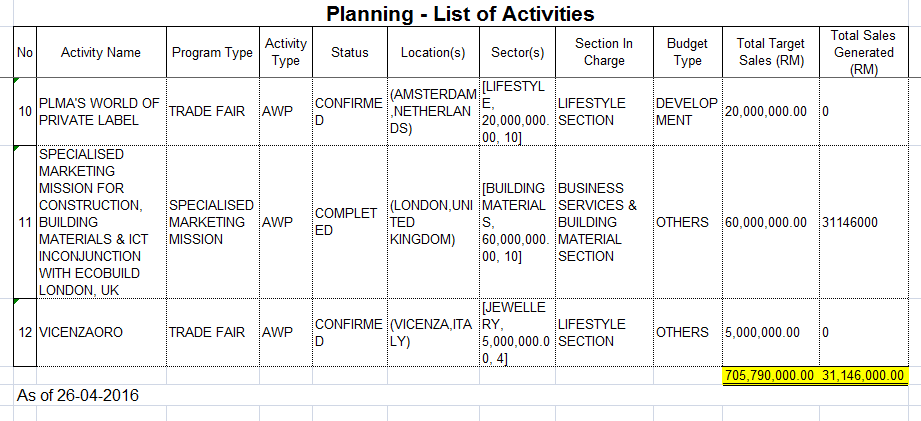 Planning - List of Activities
No Activity Name Program Type Activity Type Status Location(s) Sector(s) Section In Charge Budget Type Total Target Sales (RM) Total Sales Generated (RM)
10 PLMA'S WORLD OF PRIVATE LABEL TRADE FAIR AWP CONFIRMED (AMSTERDAM,NETHERLANDS) [LIFESTYLE, 20,000,000.00, 10] LIFESTYLE SECTION DEVELOPMENT 20,000,000.00 0
11 SPECIALISED MARKETING MISSION FOR CONSTRUCTION, BUILDING MATERIALS & ICT INCONJUNCTION WITH ECOBUILD LONDON, UK SPECIALISED MARKETING MISSION AWP COMPLETED (LONDON,UNITED KINGDOM) [BUILDING MATERIALS, 60,000,000.00, 10] BUSINESS SERVICES & BUILDING MATERIAL SECTION OTHERS 60,000,000.00 31146000
12 VICENZAORO TRADE FAIR AWP CONFIRMED (VICENZA,ITALY) [JEWELLERY, 5,000,000.00, 4] LIFESTYLE SECTION OTHERS 5,000,000.00 0
705,790,000.00 31,146,000.00
As of 26-04-2016